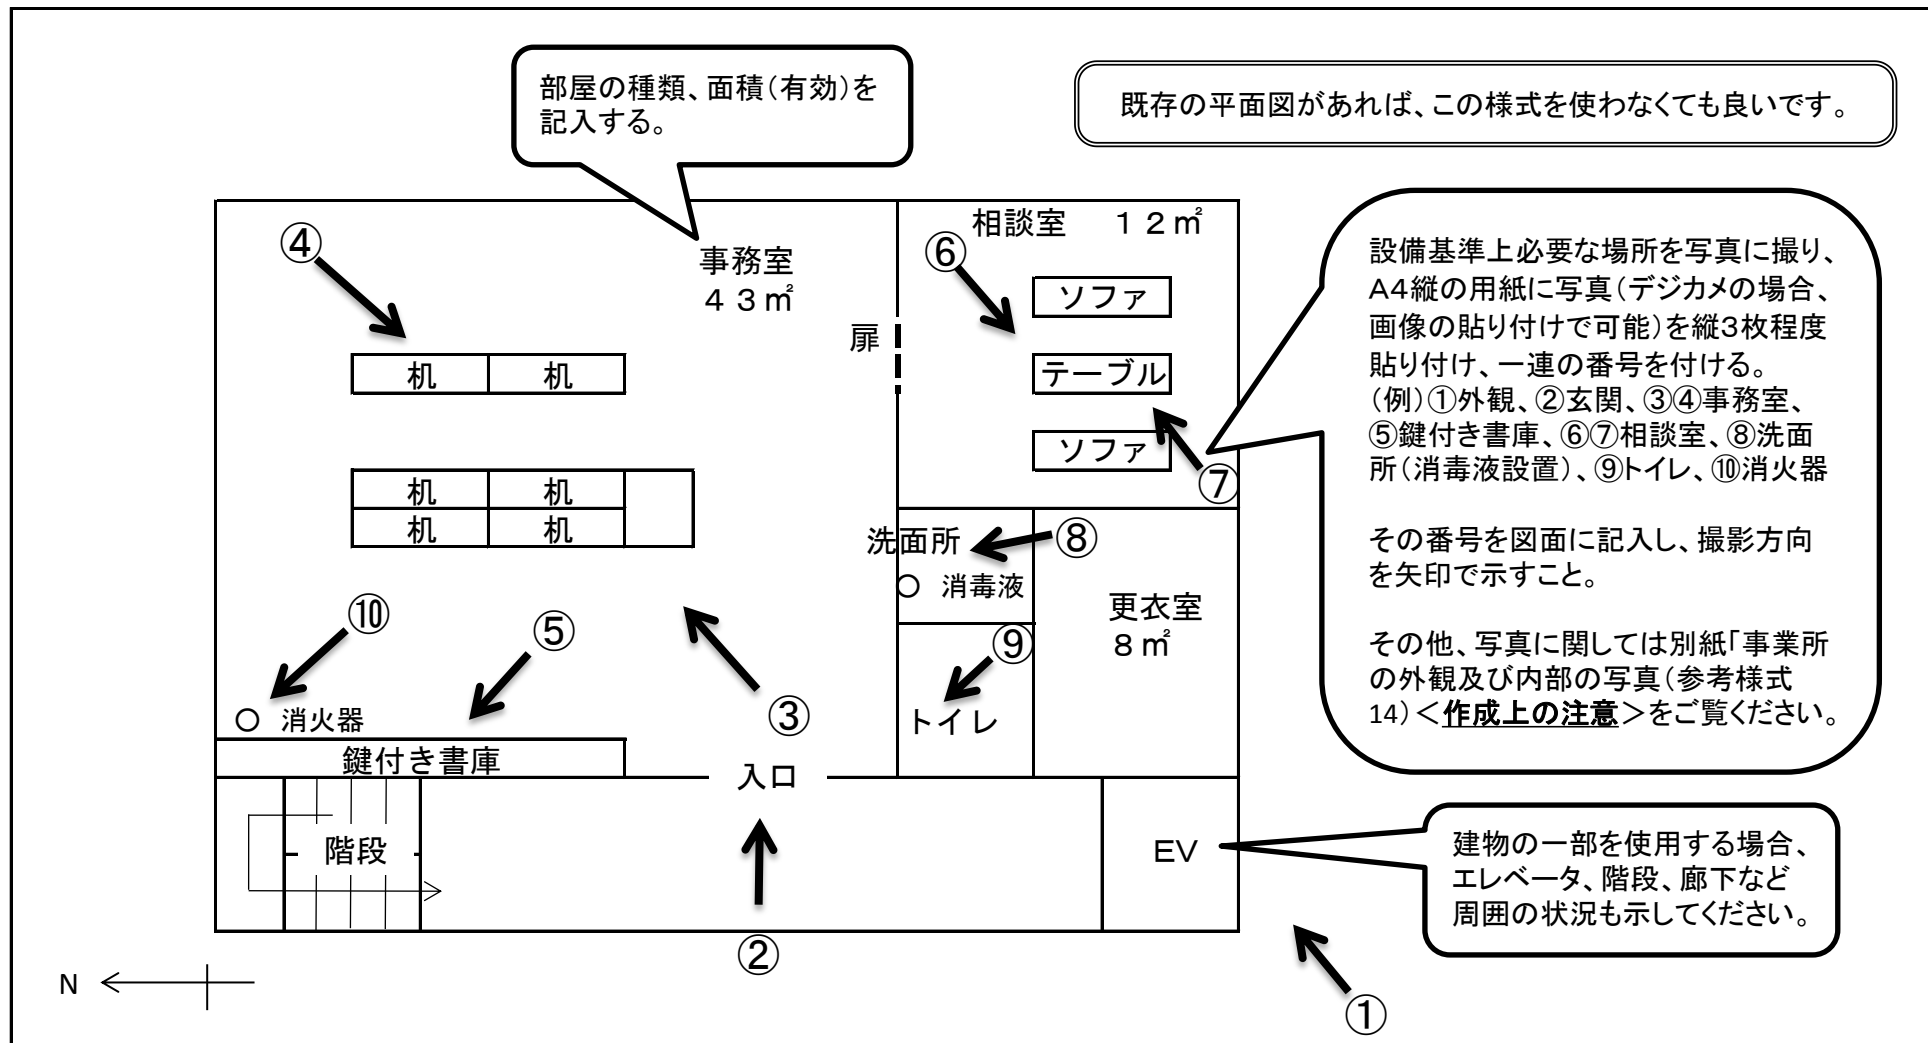 部屋の種類、面積(有効)を
記入する。
既存の平面図があれば、この様式を使わなくても良いです。
④
事務室
43㎡
扉
相談室 12㎡
⑥
ソファ
テーブル
ソファ
⑦
机 机
机 机
机 机
洗面所
⑧
消毒液
更衣室
8㎡
⑩
⑤
⑨
③
消火器
トイレ
鍵付き書庫
入口
階段
EV
②
①
N
設備基準上必要な場所を写真に撮り、
A4縦の用紙に写真(デジカメの場合、
画像の貼り付けで可能)を縦3枚程度
貼り付け、一連の番号を付ける。
(例)①外観、②玄関、③④事務室、
⑤鍵付き書庫、⑥⑦相談室、⑧洗面
所(消毒液設置)、⑨トイレ、⑩消火器
その番号を図面に記入し、撮影方向
を矢印で示すこと。
その他、写真に関しては別紙「事業所
の外観及び内部の写真(参考様式
14)<作成上の注意>をご覧ください。
建物の一部を使用する場合、
エレベータ、階段、廊下など
周囲の状況も示してください。